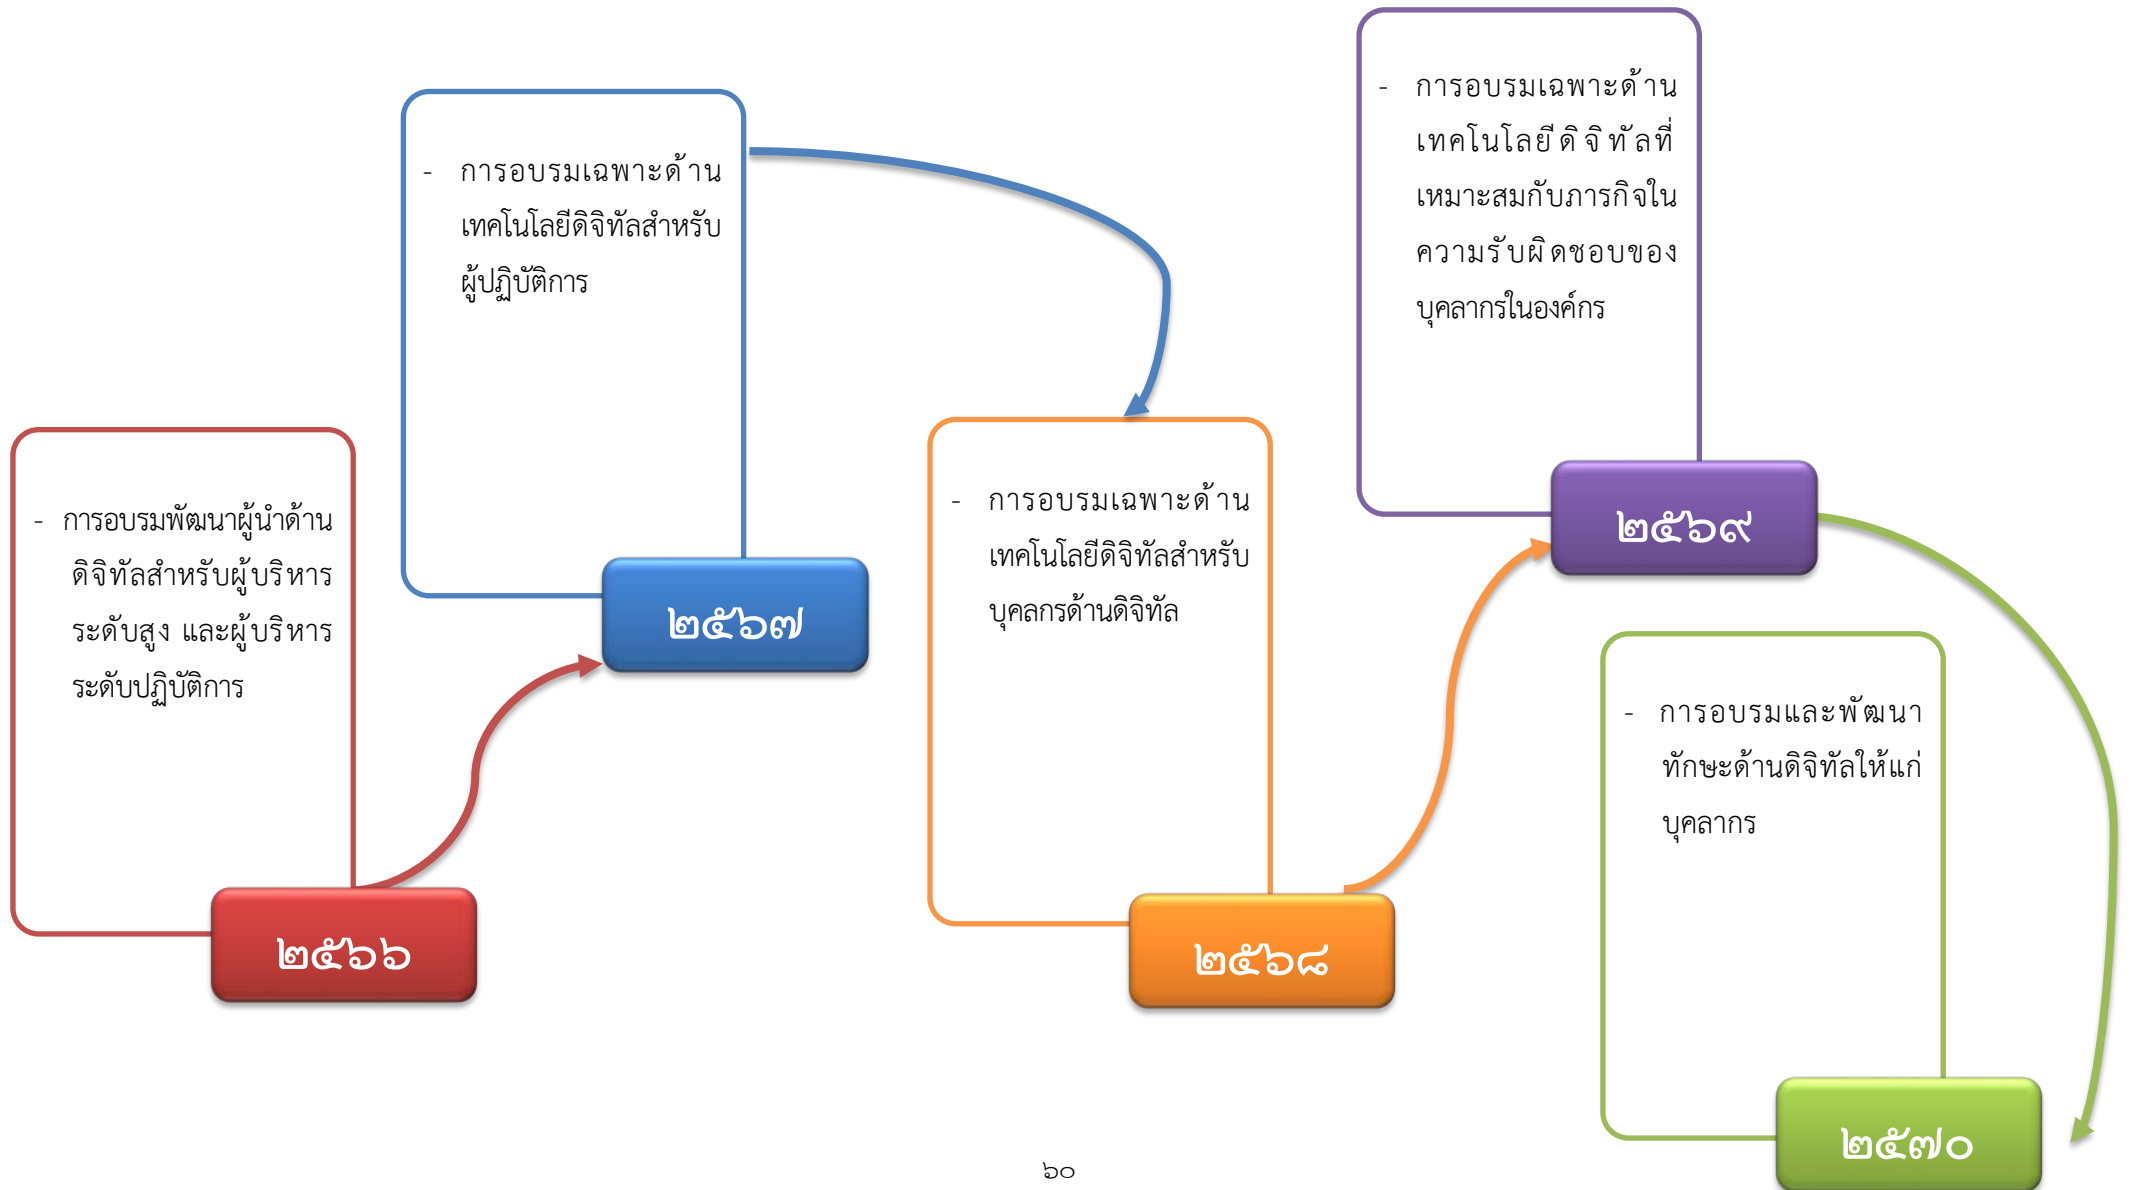 - การอบรมพัฒนาผู้นำด้าน
ดิจิทัลสำหรับผู้บริหาร
ระดับสูง และผู้บริหาร
ระดับปฏิบัติการ
๒๕๖๖
- การอบรมเฉพาะด้าน
เทคโนโลยีดิจิทัลสำหรับ
ผู้ปฏิบัติการ
๒๕๖๗
- การอบรมเฉพาะด้าน
เทคโนโลยีดิจิทัลสำหรับ
บุคลกรด้านดิจิทัล
๒๕๖๘
- การอบรมเฉพาะด้าน
เทคโนโลยีดิจิทัลที่
เหมาะสมกับภารกิจใน
ความรับผิดชอบของ
บุคลากรในองค์กร
๒๕๖๙
- การอบรมและพัฒนา
ทักษะด้านดิจิทัลให้แก่
บุคลากร
๒๕๗๐
๖๐